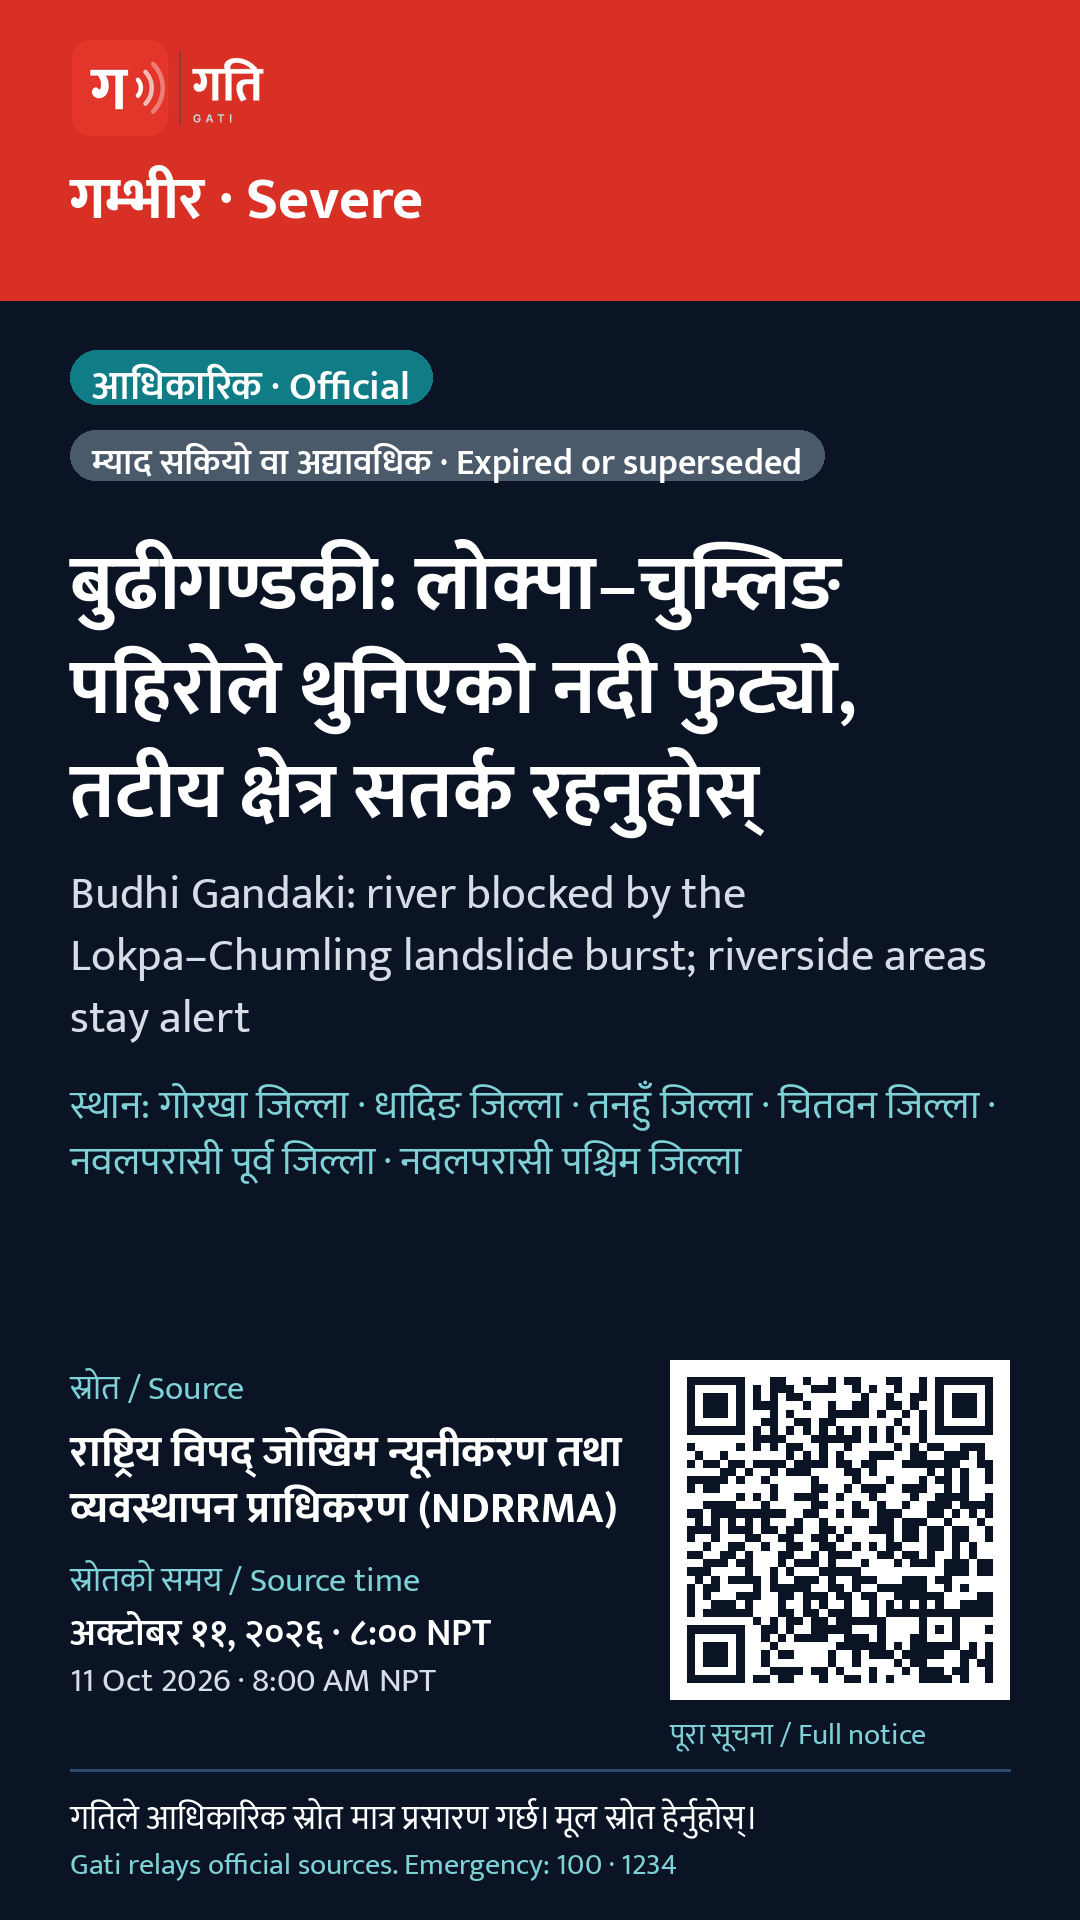 ग
गति
GATI
गम्भीर · Severe
आधिकारिक · Official
म्याद सकियो वा अद्यावधिक · Expired or superseded
बुढीगण्डकी: लोक्पा–चुम्लिङ
पहिरोले थुनिएको नदी फुट्यो,
तटीय क्षेत्र सतर्क रहनुहोस्
Budhi Gandaki: river blocked by the
Lokpa–Chumling landslide burst; riverside areas
stay alert
स्थान: गोरखा जिल्ला · धादिङ जिल्ला · तनहुँ जिल्ला · चितवन जिल्ला ·
नवलपरासी पूर्व जिल्ला · नवलपरासी पश्चिम जिल्ला
स्रोत / Source
राष्ट्रिय विपद् जोखिम न्यूनीकरण तथा
व्यवस्थापन प्राधिकरण (NDRRMA)
स्रोतको समय / Source time
अक्टोबर ११, २०२६ · ८:०० NPT
11 Oct 2026 · 8:00 AM NPT
पूरा सूचना / Full notice
गतिले आधिकारिक स्रोत मात्र प्रसारण गर्छ। मूल स्रोत हेर्नुहोस्।
Gati relays official sources. Emergency: 100 · 1234